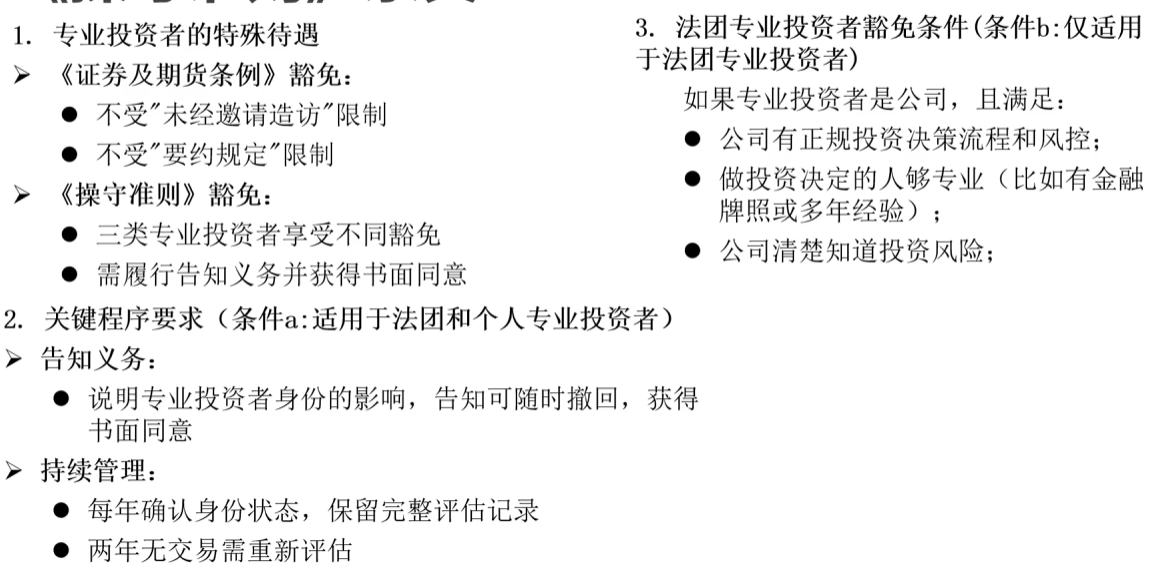 1. 专业投资者的特殊待遇
➢ 《证券及期货条例》豁免：
● 不受"未经邀请造访"限制
● 不受"要约规定"限制
➢ 《操守准则》豁免：
● 三类专业投资者享受不同豁免
● 需履行告知义务并获得书面同意
2. 关键程序要求（条件a:适用于法团和个人专业投资者）
➢ 告知义务：
● 说明专业投资者身份的影响，告知可随时撤回，获得
书面同意
➢ 持续管理：
● 每年确认身份状态，保留完整评估记录
● 两年无交易需重新评估
3. 法团专业投资者豁免条件(条件b:仅适用
于法团专业投资者)
如果专业投资者是公司，且满足：
● 公司有正规投资决策流程和风控；
● 做投资决定的人够专业（比如有金融
牌照或多年经验）；
● 公司清楚知道投资风险；